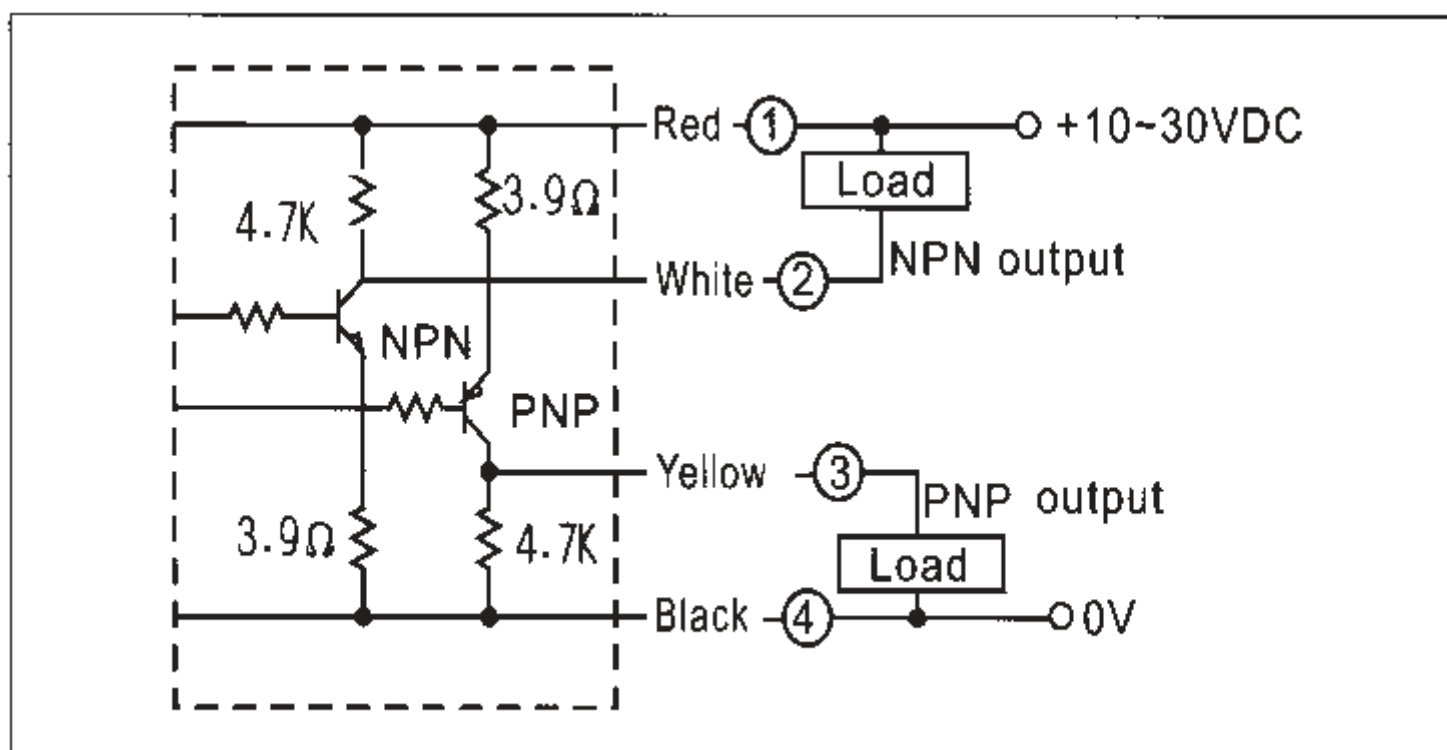 Red ① +10~30VDC
Load
4.7K 3.9Ω
White ② NPN output
NPN
PNP
Yellow ③
PNP output
3.9Ω 4.7K
Load
Black ④ 0V